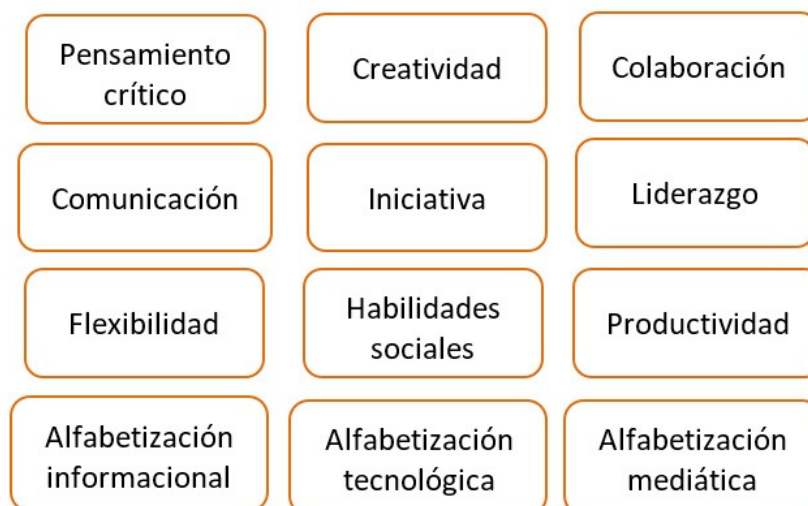 Pensamiento
crítico
Creatividad
Colaboración
Comunicación
Iniciativa
Liderazgo
Flexibilidad
Habilidades
sociales
Productividad
Alfabetización
informacional
Alfabetización
tecnológica
Alfabetización
mediática